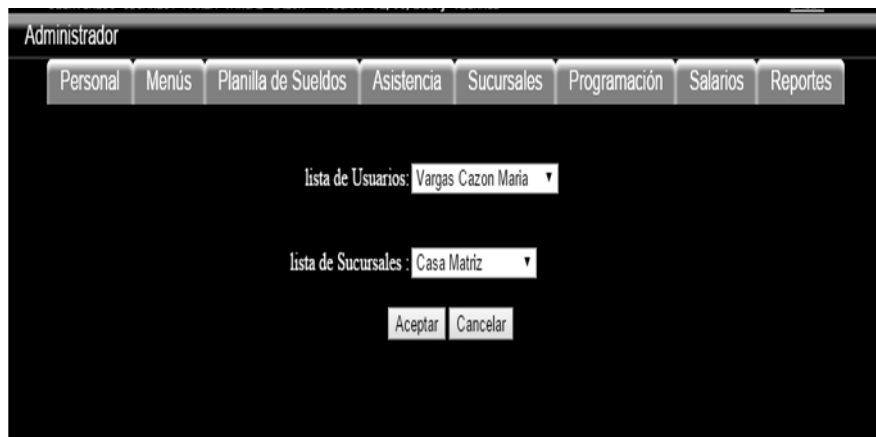 Administrador
Personal Menús Planilla de Sueldos Asistencia Sucursales Programación Salarios Reportes
lista de Usuarios: Vargas Cazon Maria
lista de Sucursales : Casa Matriz
Aceptar Cancelar